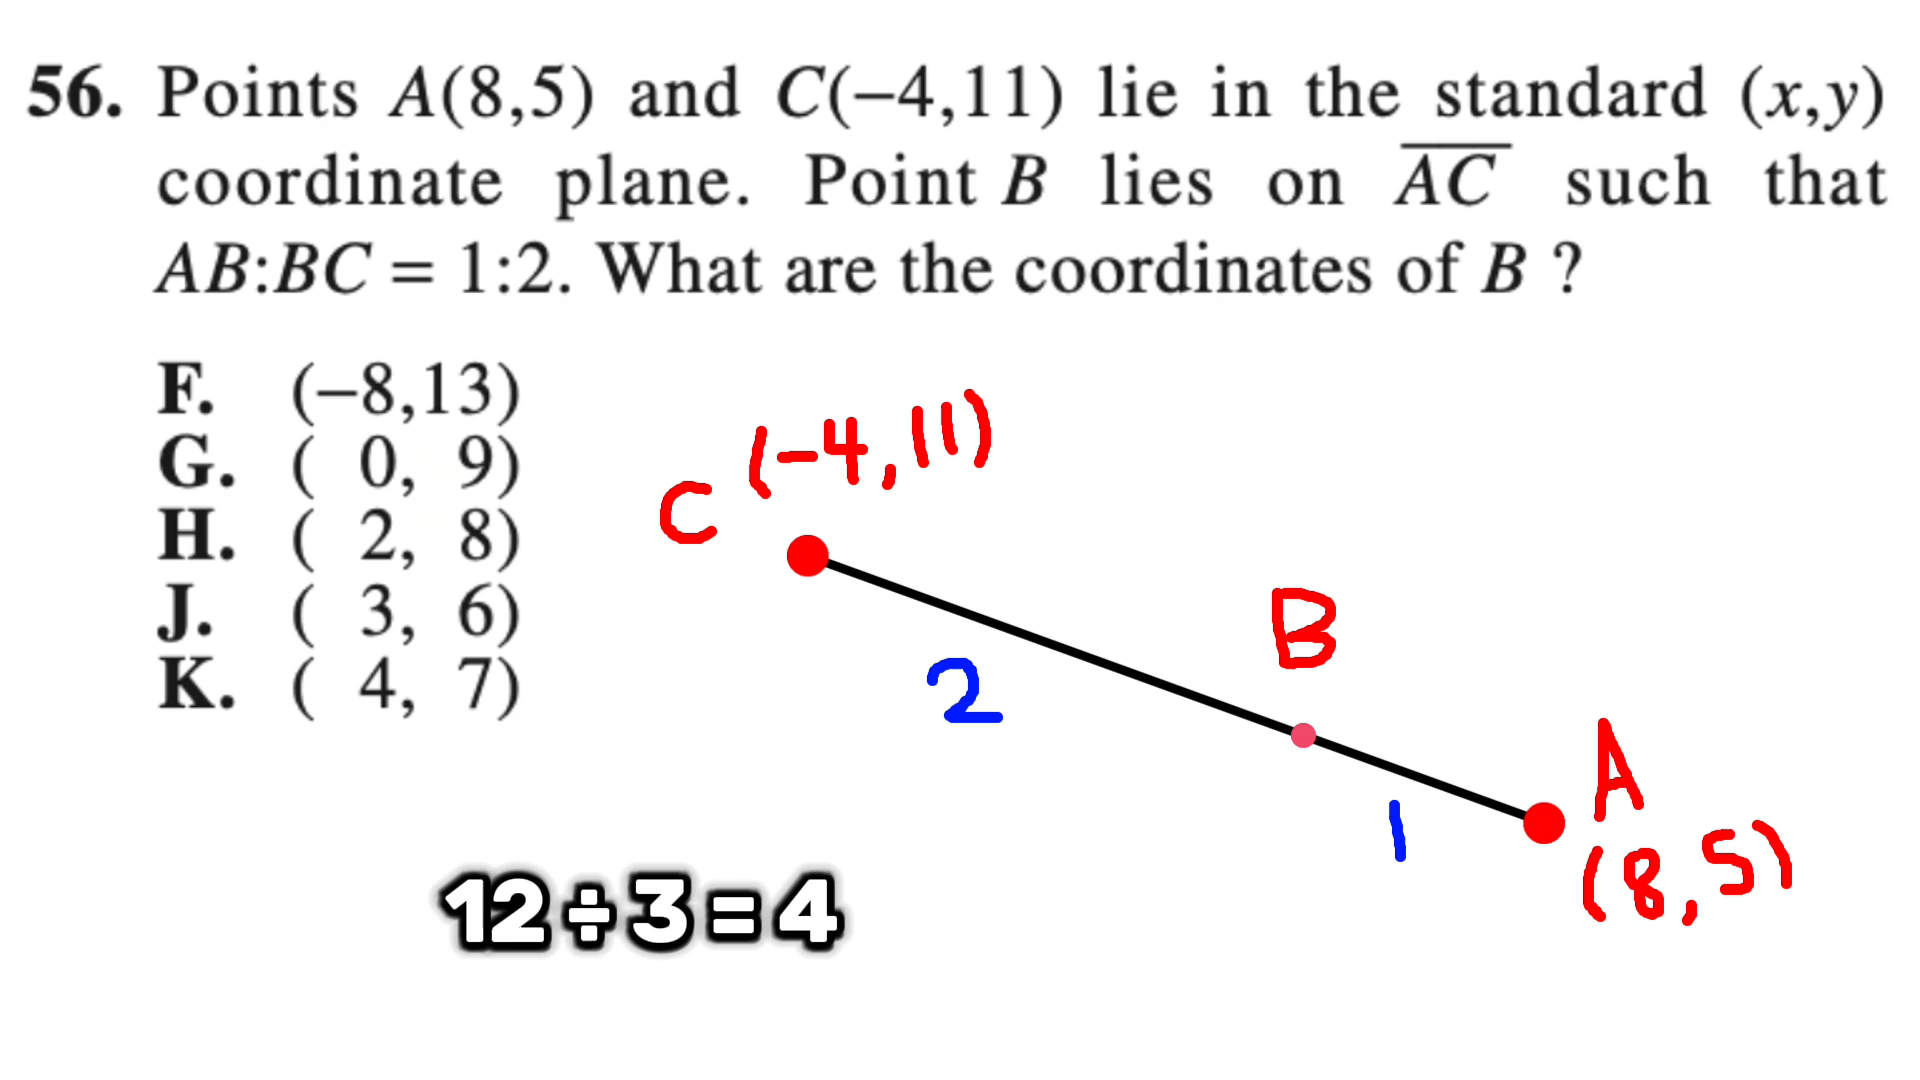 56. Points A(8,5) and C(−4,11) lie in the standard (x,y)
coordinate plane. Point B lies on A͞C͞ such that
AB:BC = 1:2. What are the coordinates of B ?
F. (−8,13)
G. ( 0, 9)
H. ( 2, 8)
J. ( 3, 6)
K. ( 4, 7)
(-4,11)
C
B
2
A
1
(8,5)
12÷3=4